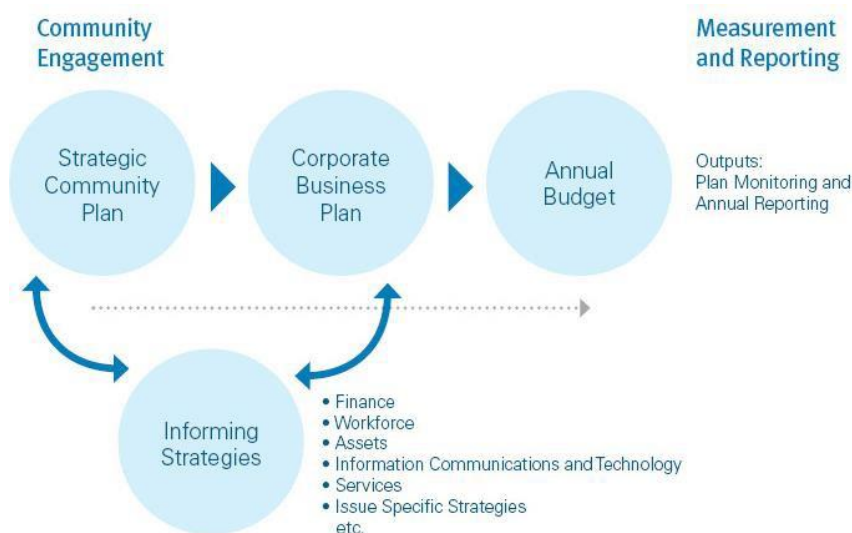 Community
Engagement
Measurement
and Reporting
Strategic
Community
Plan
Corporate
Business
Plan
Annual
Budget
Outputs:
Plan Monitoring and
Annual Reporting
Informing
Strategies
• Finance
• Workforce
• Assets
• Information Communications and Technology
• Services
• Issue Specific Strategies
etc.